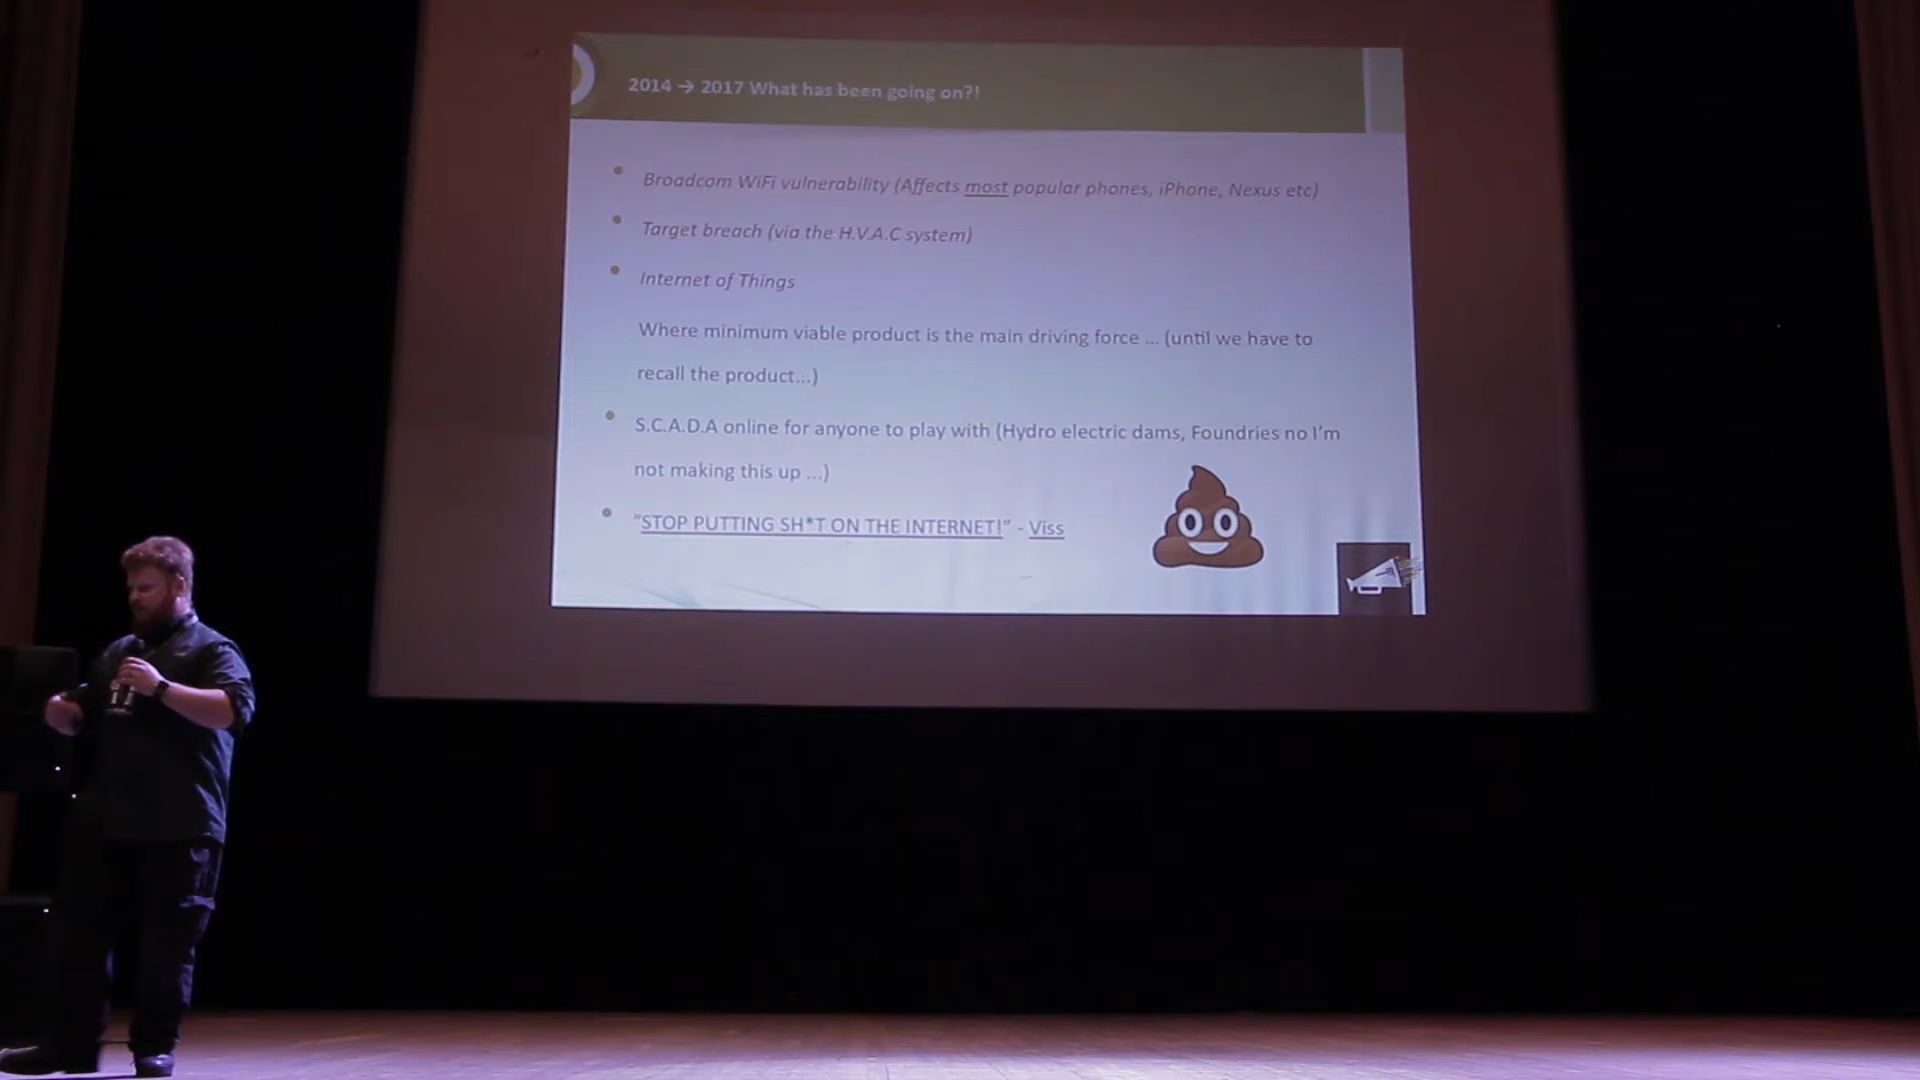 2014 → 2017 What has been going on?!
Broadcom WiFi vulnerability (Affects most popular phones, iPhone, Nexus etc)
Target breach (via the H.V.A.C system)
Internet of Things
Where minimum viable product is the main driving force ... (until we have to
recall the product...)
S.C.A.D.A online for anyone to play with (Hydro electric dams, Foundries no I'm
not making this up ...)
"STOP PUTTING SH*T ON THE INTERNET!" - Viss